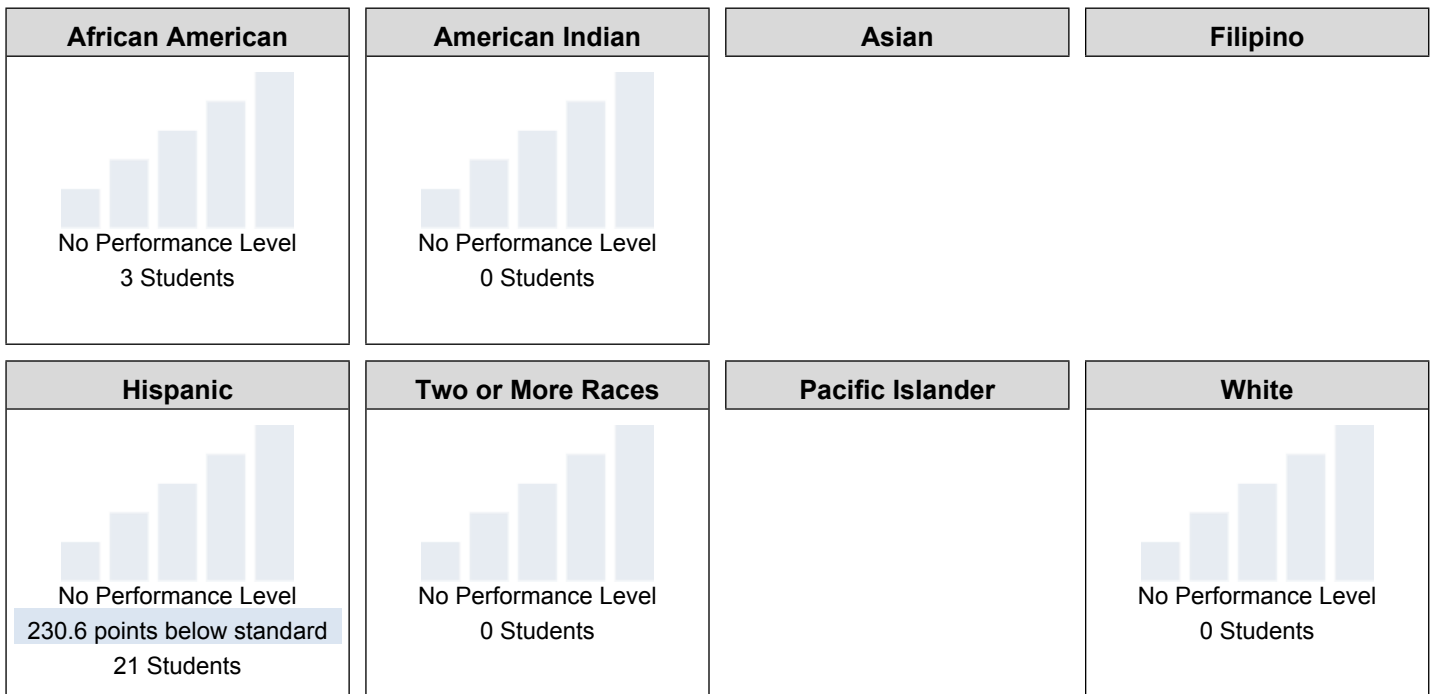 African American
No Performance Level
3 Students
American Indian
No Performance Level
0 Students
Asian
Filipino
Hispanic
No Performance Level
230.6 points below standard
21 Students
Two or More Races
No Performance Level
0 Students
Pacific Islander
White
No Performance Level
0 Students